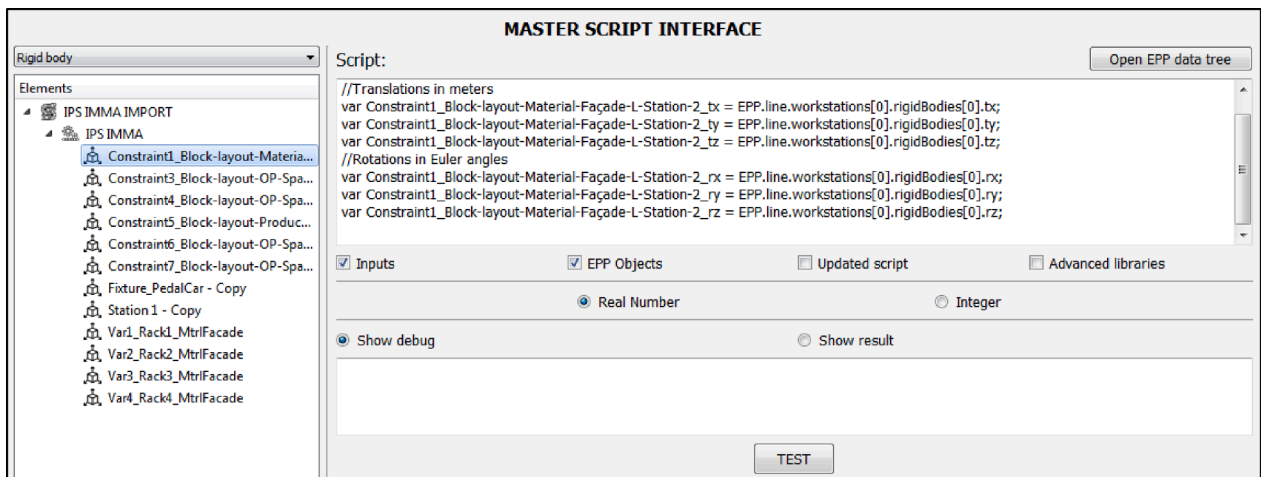 MASTER SCRIPT INTERFACE
Rigid body
Elements
IPS IMMA IMPORT
IPS IMMA
Constraint1_Block-layout-Materia...
Constraint3_Block-layout-OP-Spa...
Constraint4_Block-layout-OP-Spa...
Constraint5_Block-layout-Produc...
Constraint6_Block-layout-OP-Spa...
Constraint7_Block-layout-OP-Spa...
Fixture_PedalCar - Copy
Station 1 - Copy
Var1_Rack1_MtrlFacade
Var2_Rack2_MtrlFacade
Var3_Rack3_MtrlFacade
Var4_Rack4_MtrlFacade
Script:
Open EPP data tree
//Translations in meters
var Constraint1_Block-layout-Material-Façade-L-Station-2_tx = EPP.line.workstations[0].rigidBodies[0].tx;
var Constraint1_Block-layout-Material-Façade-L-Station-2_ty = EPP.line.workstations[0].rigidBodies[0].ty;
var Constraint1_Block-layout-Material-Façade-L-Station-2_tz = EPP.line.workstations[0].rigidBodies[0].tz;
//Rotations in Euler angles
var Constraint1_Block-layout-Material-Façade-L-Station-2_rx = EPP.line.workstations[0].rigidBodies[0].rx;
var Constraint1_Block-layout-Material-Façade-L-Station-2_ry = EPP.line.workstations[0].rigidBodies[0].ry;
var Constraint1_Block-layout-Material-Façade-L-Station-2_rz = EPP.line.workstations[0].rigidBodies[0].rz;
Inputs EPP Objects Updated script Advanced libraries
Real Number Integer
Show debug Show result
TEST